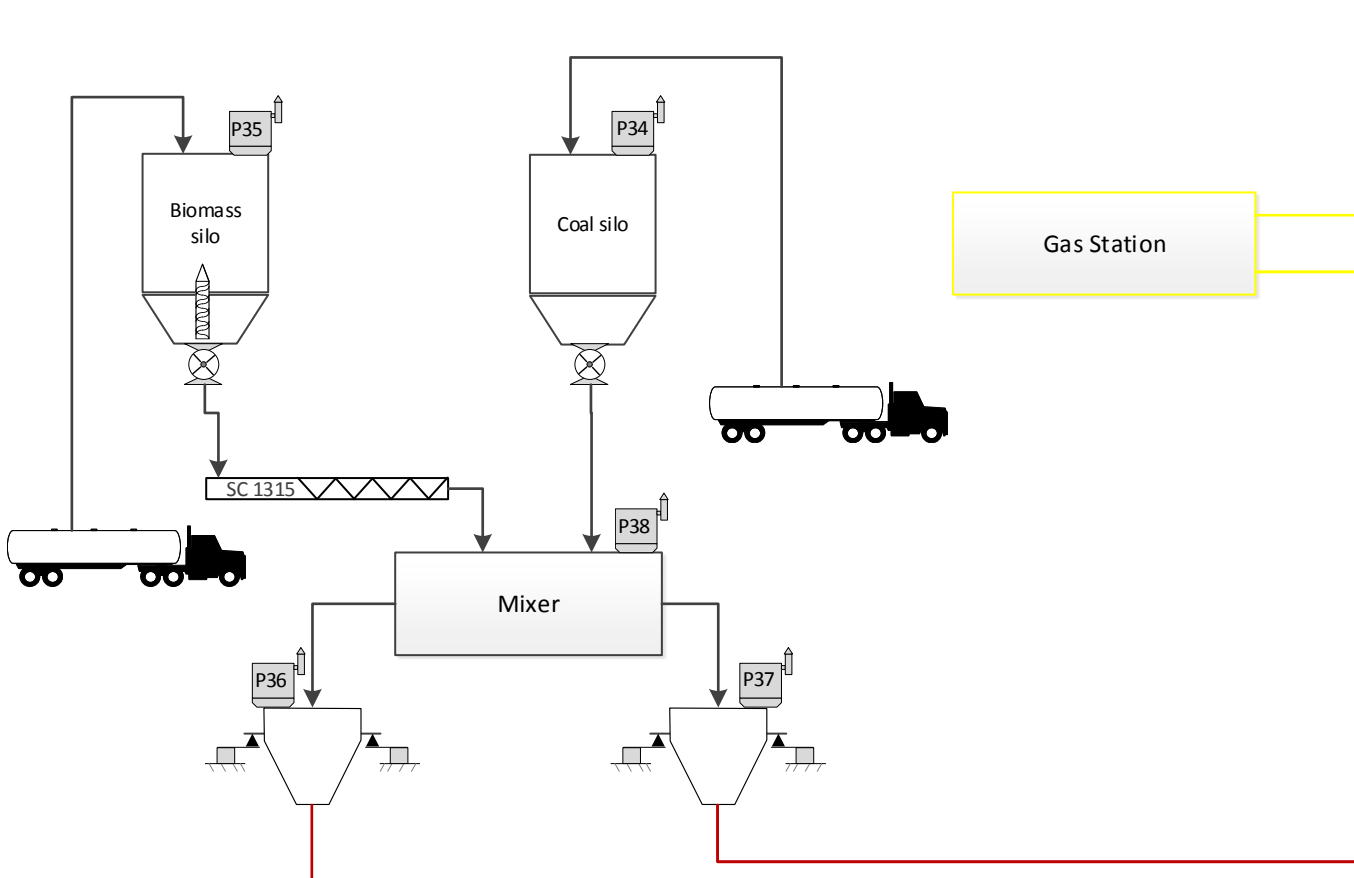 P35
P34
Biomass
silo
Coal silo
Gas Station
SC 1315
P38
Mixer
P36
P37